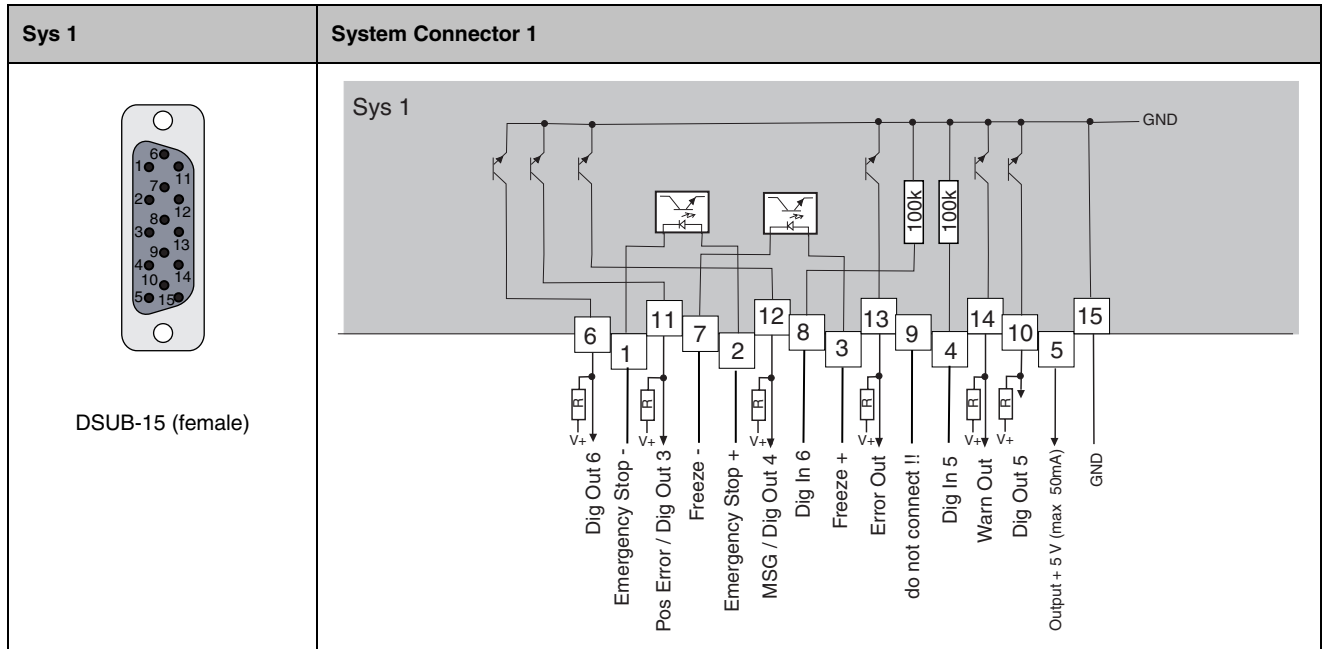 Sys 1
System Connector 1
6
1
11
7
2
12
8
3
13
9
4
14
10
5
15
DSUB-15 (female)
Sys 1
GND
100k
100k
6
1
11
7
2
12
8
3
13
9
4
14
10
5
15
R
R
R
R
R
R
V+
V+
V+
V+
V+
V+
Dig Out 6
Emergency Stop -
Pos Error / Dig Out 3
Freeze -
Emergency Stop +
MSG / Dig Out 4
Dig In 6
Freeze +
Error Out
do not connect !!
Dig In 5
Warn Out
Dig Out 5
Output + 5 V (max 50mA)
GND